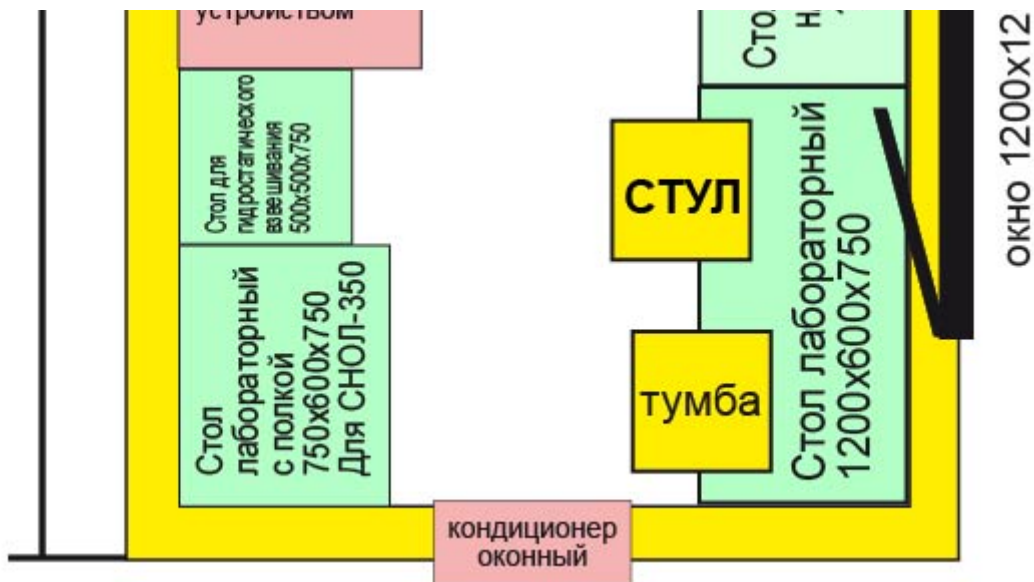 устройством
Стол для
гидростатического
взвешивания
500х500х750
Стол
лабораторный
с полкой
750х600х750
Для СНОЛ-350
СТУЛ
тумба
Сто
Стол лабораторный
1200х600х750
окно 1200х12
кондиционер
оконный